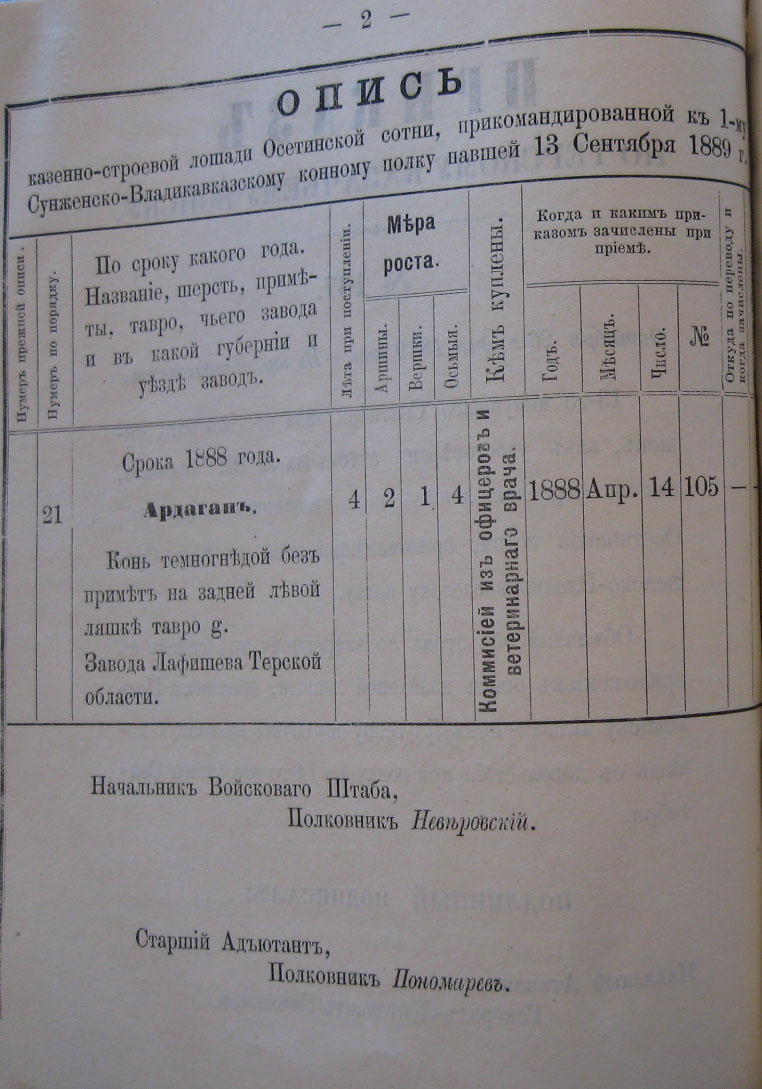 — 2 —
ОПИСЬ
казенно-строевой лошади Осетинской сотни, прикомандированной къ 1-му
Сунженско-Владикавказскому конному полку павшей 13 Сентября 1889 г.
Нумеръ прежней описи.
Нумеръ по порядку.
По сроку какого года.
Названіе, шерсть, примѣ-
ты, тавро, чьего завода
и въ какой губерніи и
уѣздѣ заводъ.
Лѣта при поступленіи.
Мѣра
роста.
Аршины.
Вершки.
Осьмыи.
Кѣмъ куплены.
Когда и какимъ при-
казомъ зачислены при
пріемѣ.
Годъ.
Мѣсяцъ.
Число.
№
Откуда по переводу и
когда зачислены.
21
Срока 1888 года.
Ардаганъ.
Конь темногнѣдой безъ
примѣтъ на задней лѣвой
ляшкѣ тавро g.
Завода Лафишева Терской
области.
4
2
1
4
Коммисіей изъ офицеровъ и
ветеринарнаго врача.
1888
Апр.
14
105
—
Начальникъ Войсковаго Штаба,
Полковникъ Невѣровскій.
Старшій Адъютантъ,
Полковникъ Пономаревъ.